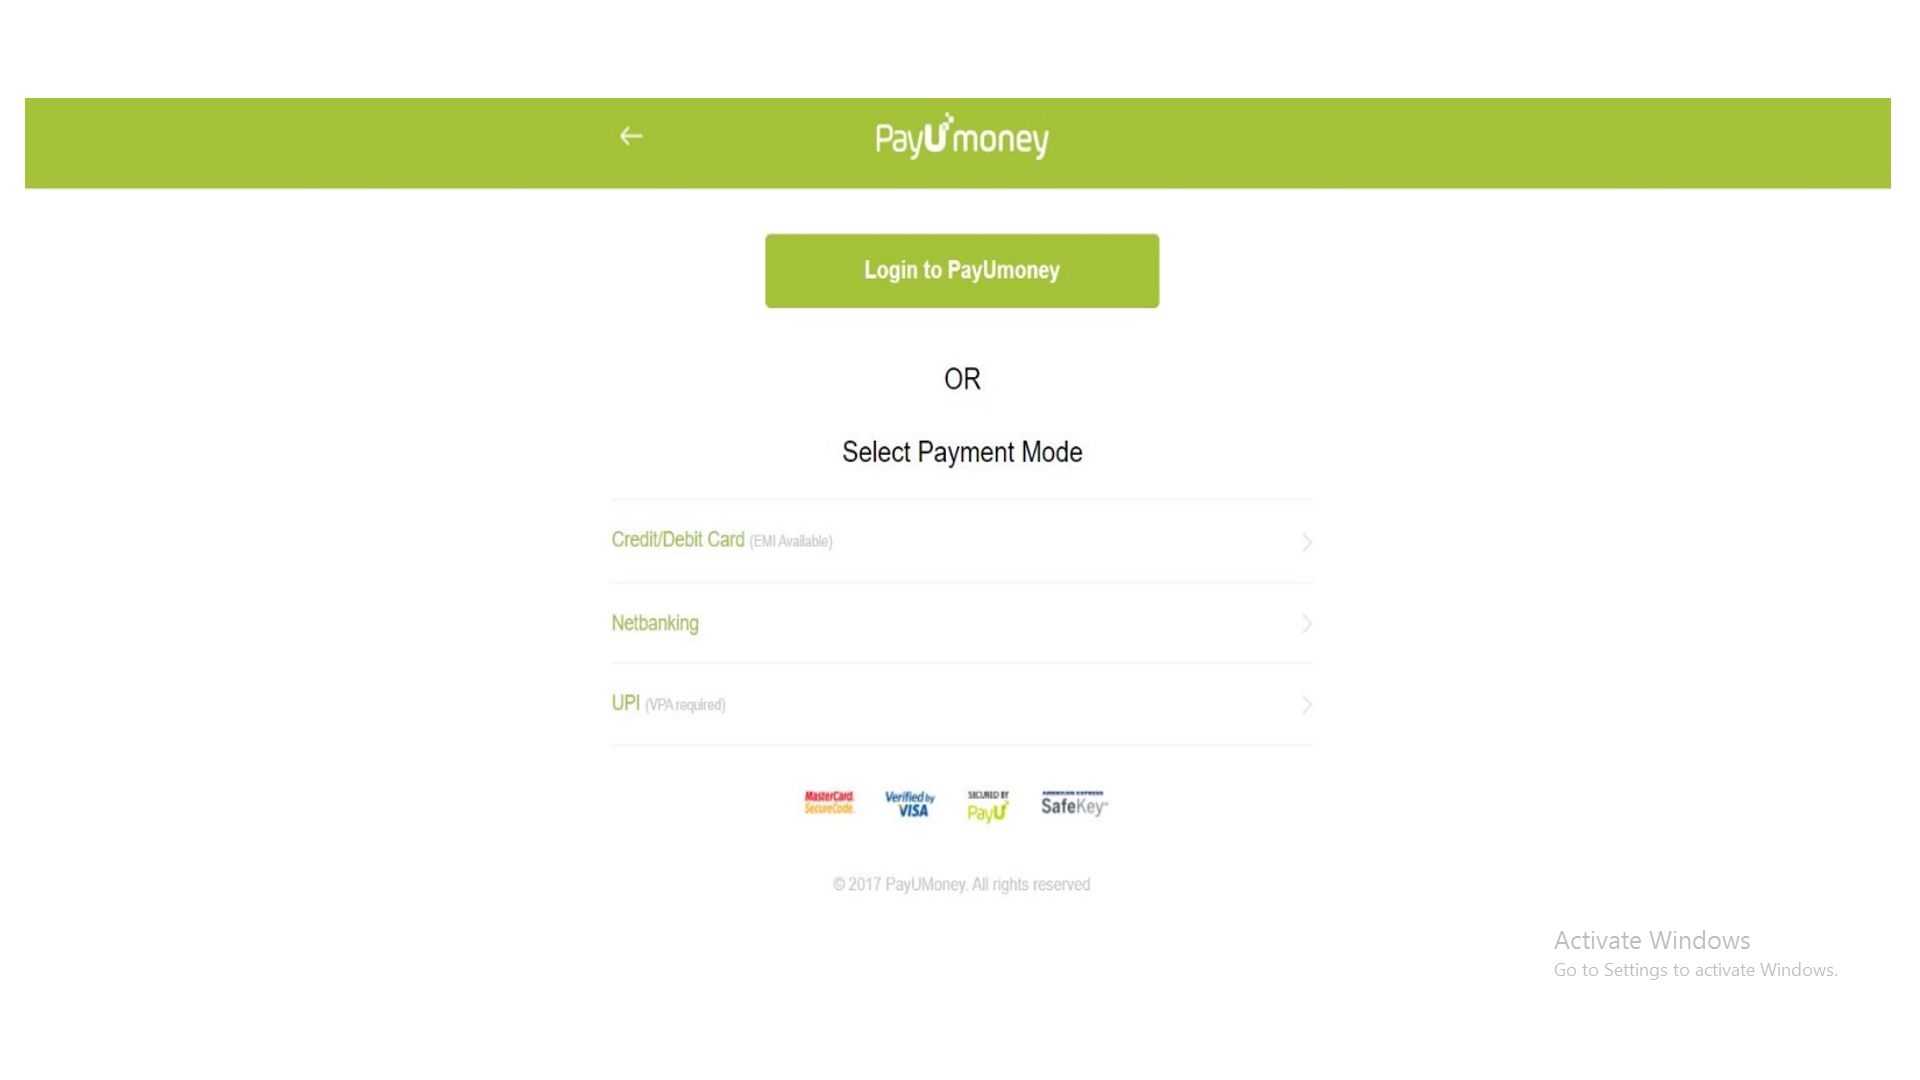 PayUmoney
Login to PayUmoney
OR
Select Payment Mode
Credit/Debit Card (EMI Available)
Netbanking
UPI (VPA required)
MasterCard.
SecureCode.
Verified by
VISA
SECURED BY
PayU
AMERICAN EXPRESS
SafeKey
© 2017 PayUMoney. All rights reserved
Activate Windows
Go to Settings to activate Windows.